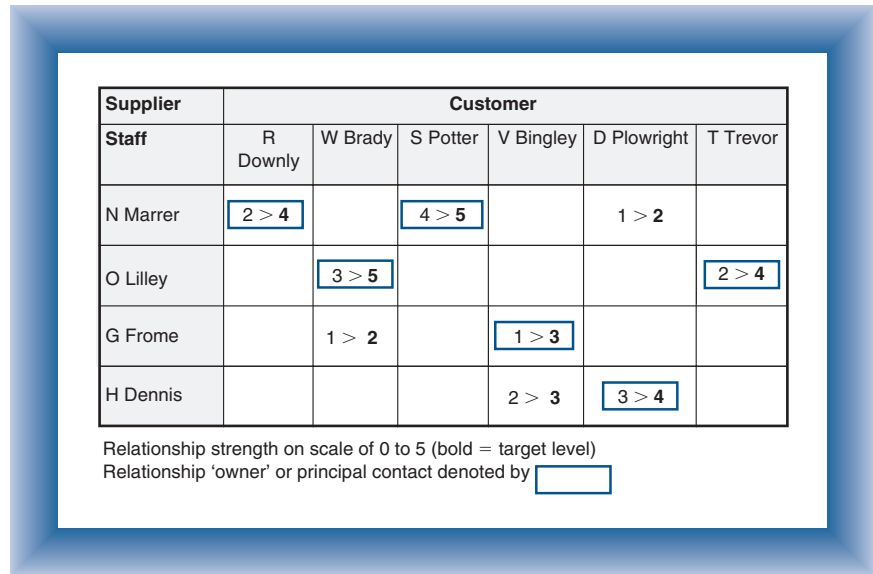 Supplier Customer
Staff R Downly W Brady S Potter V Bingley D Plowright T Trevor
N Marrer 2 > 4 4 > 5 1 > 2
O Lilley 3 > 5 2 > 4
G Frome 1 > 2 1 > 3
H Dennis 2 > 3 3 > 4
Relationship strength on scale of 0 to 5 (bold = target level)
Relationship ‘owner’ or principal contact denoted by